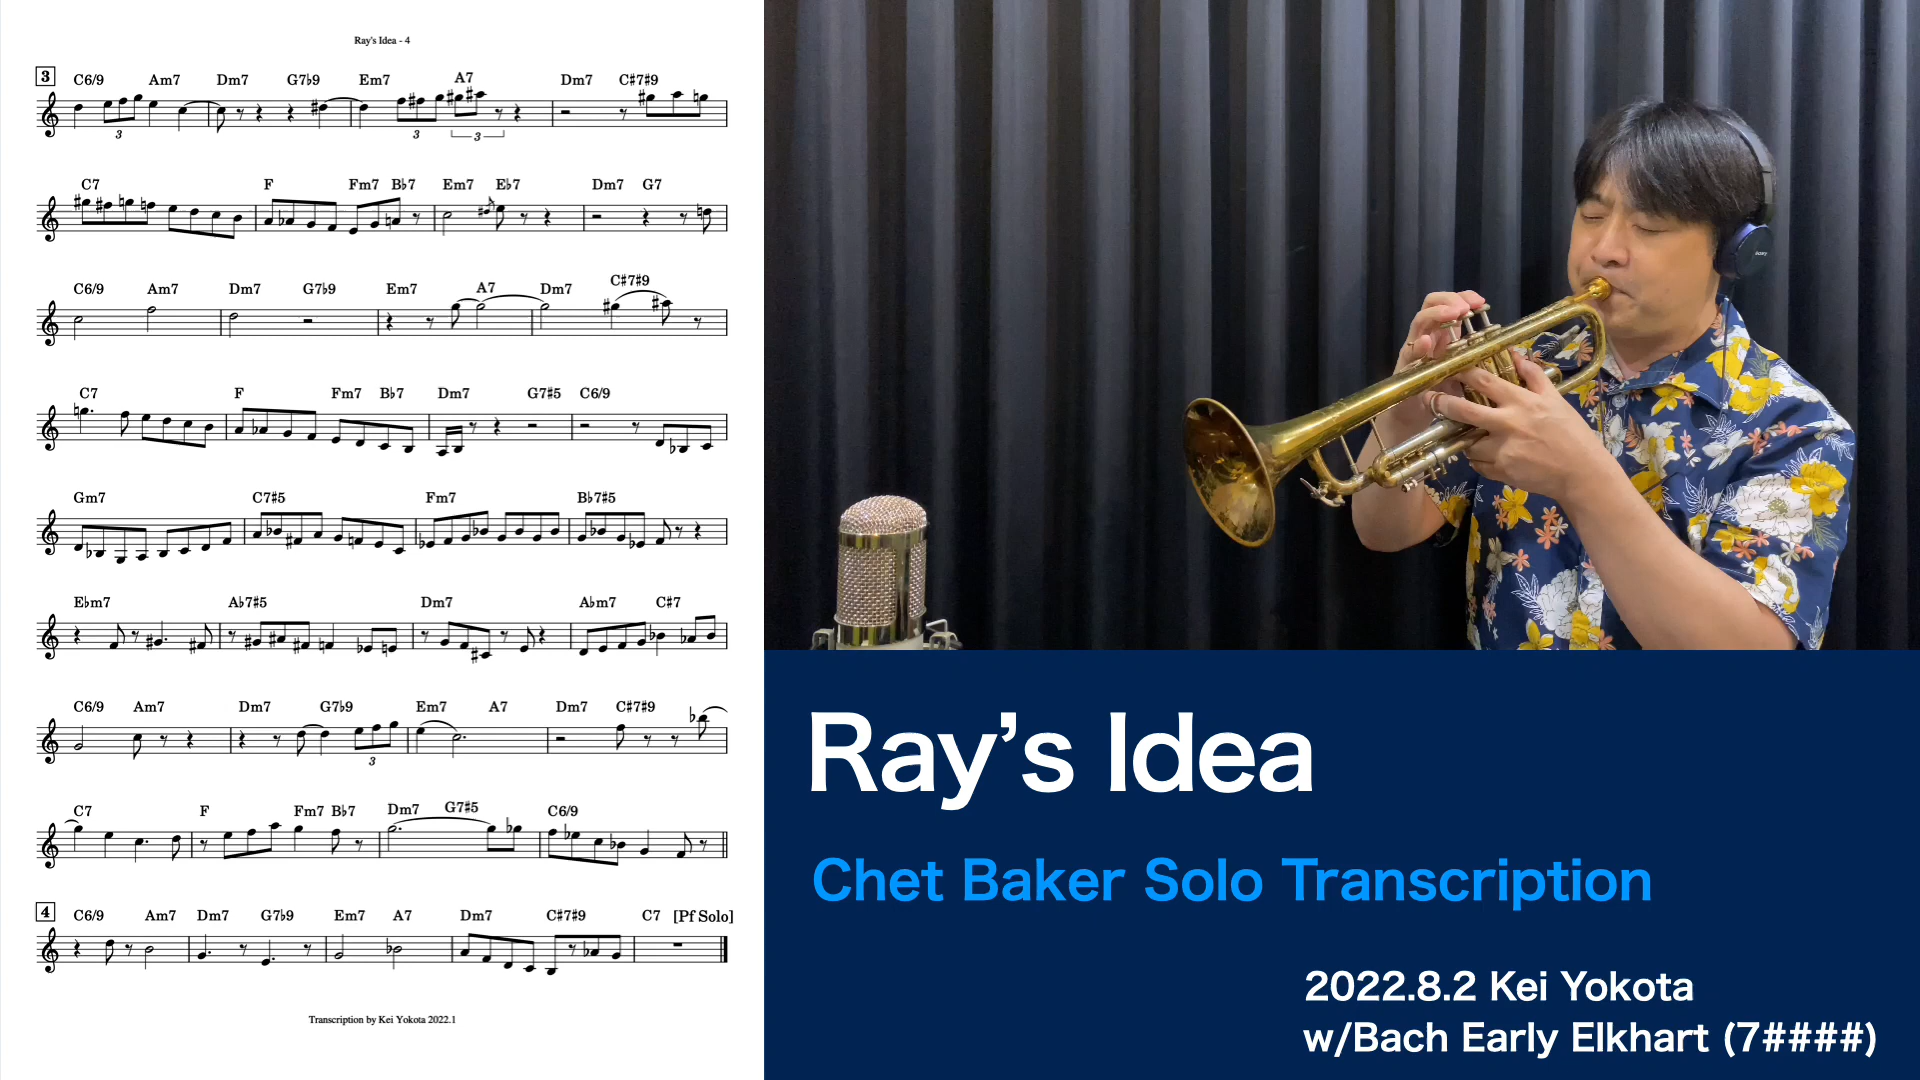 Ray's Idea - 4
3
C6/9 Am7 Dm7 G7♭9 Em7 A7 Dm7 C♯7♯9
3 3 3
C7 F Fm7 B♭7 Em7 E♭7 Dm7 G7
C6/9 Am7 Dm7 G7♭9 Em7 A7 Dm7 C♯7♯9
C7 F Fm7 B♭7 Dm7 G7♯5 C6/9
Gm7 C7♯5 Fm7 B♭7♯5
E♭m7 A♭7♯5 Dm7 A♭m7 C♯7
C6/9 Am7 Dm7 G7♭9 Em7 A7 Dm7 C♯7♯9
3
C7 F Fm7 B♭7 Dm7 G7♯5 C6/9
4
C6/9 Am7 Dm7 G7♭9 Em7 A7 Dm7 C♯7♯9 C7 [Pf Solo]
Transcription by Kei Yokota 2022.1
SONY
Ray's Idea
Chet Baker Solo Transcription
2022.8.2 Kei Yokota
w/Bach Early Elkhart (7####)